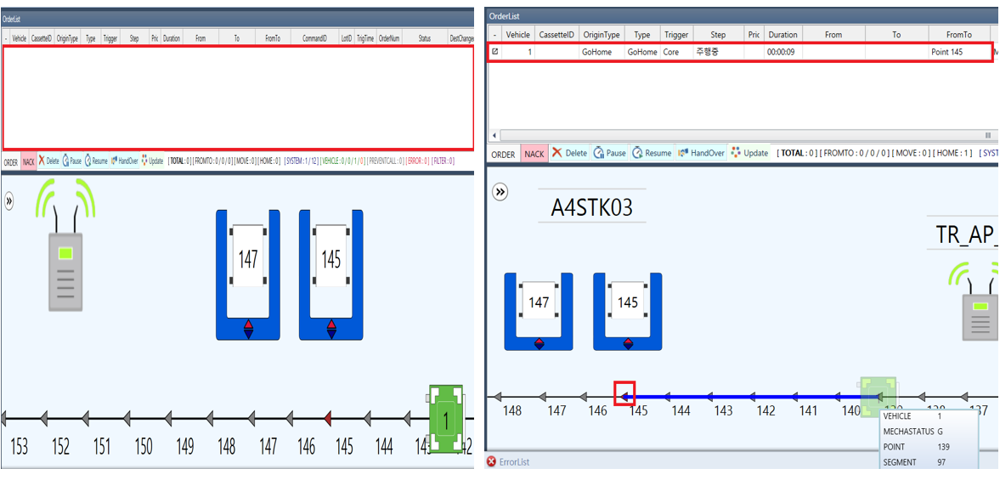 OrderList
- Vehicle CassetteID OriginType Type Trigger Step Pric Duration From To FromTo CommandID LotID TrigTime OrderNum Status DestChanged
ORDER NACK Delete Pause Resume HandOver Update [ TOTAL : 0 ] [ FROMTO : 0 / 0 / 0 ] [ MOVE : 0 ] [ HOME : 0 ] [ SYSTEM : 1 / 12 ] [ VEHICLE : 0 / 0 / 1 / 0 ] [ PREVENTCALL : 0 ] [ ERROR : 0 ] [ FILTER : 0 ]
147 145
1
153 152 151 150 149 148 147 146 145 144 143 142
OrderList
- Vehicle CassetteID OriginType Type Trigger Step Pric Duration From To FromTo
1 GoHome GoHome Core 주행중 00:00:09 Point 145 M
ORDER NACK Delete Pause Resume HandOver Update [ TOTAL : 0 ] [ FROMTO : 0 / 0 / 0 ] [ MOVE : 0 ] [ HOME : 1 ] [ SYST
A4STK03
TR_AP_
147 145
148 147 146 145 144 143 142 141 140 139 138 137
VEHICLE 1
MECHASTATUS G
POINT 139
SEGMENT 97
ErrorList